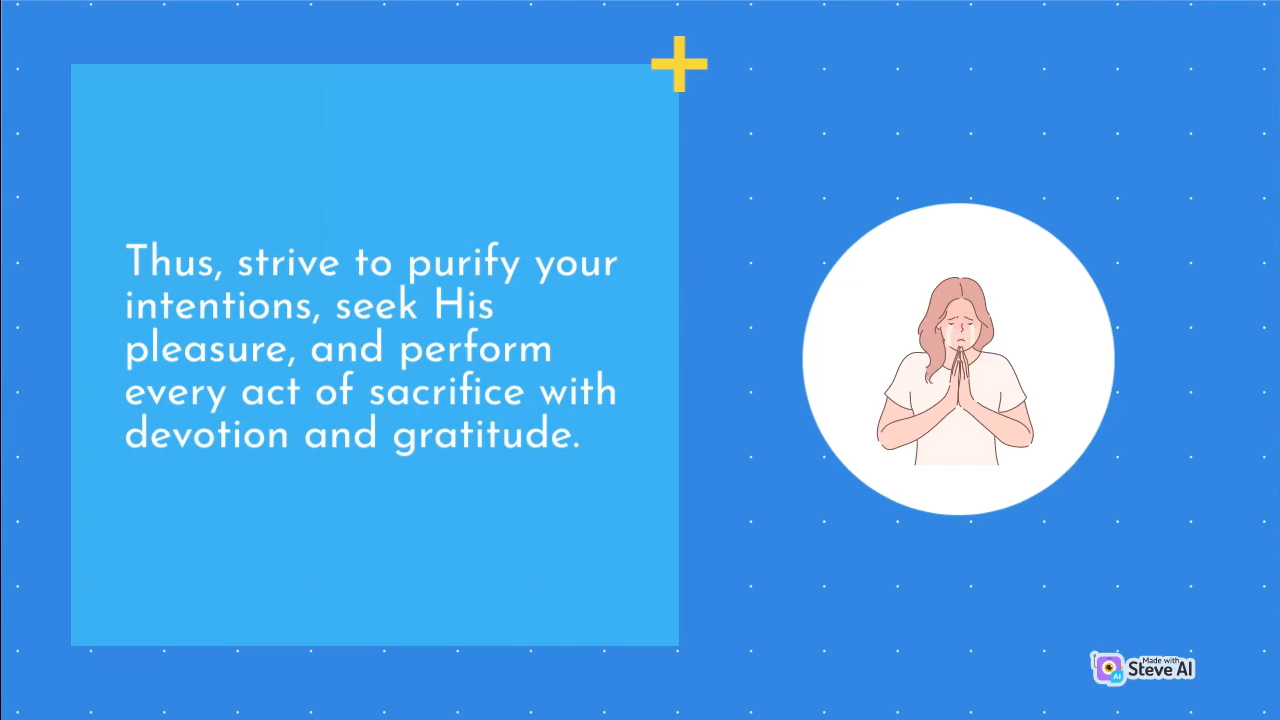 Thus, strive to purify your
intentions, seek His
pleasure, and perform
every act of sacrifice with
devotion and gratitude.
Made with
Steve AI
AI